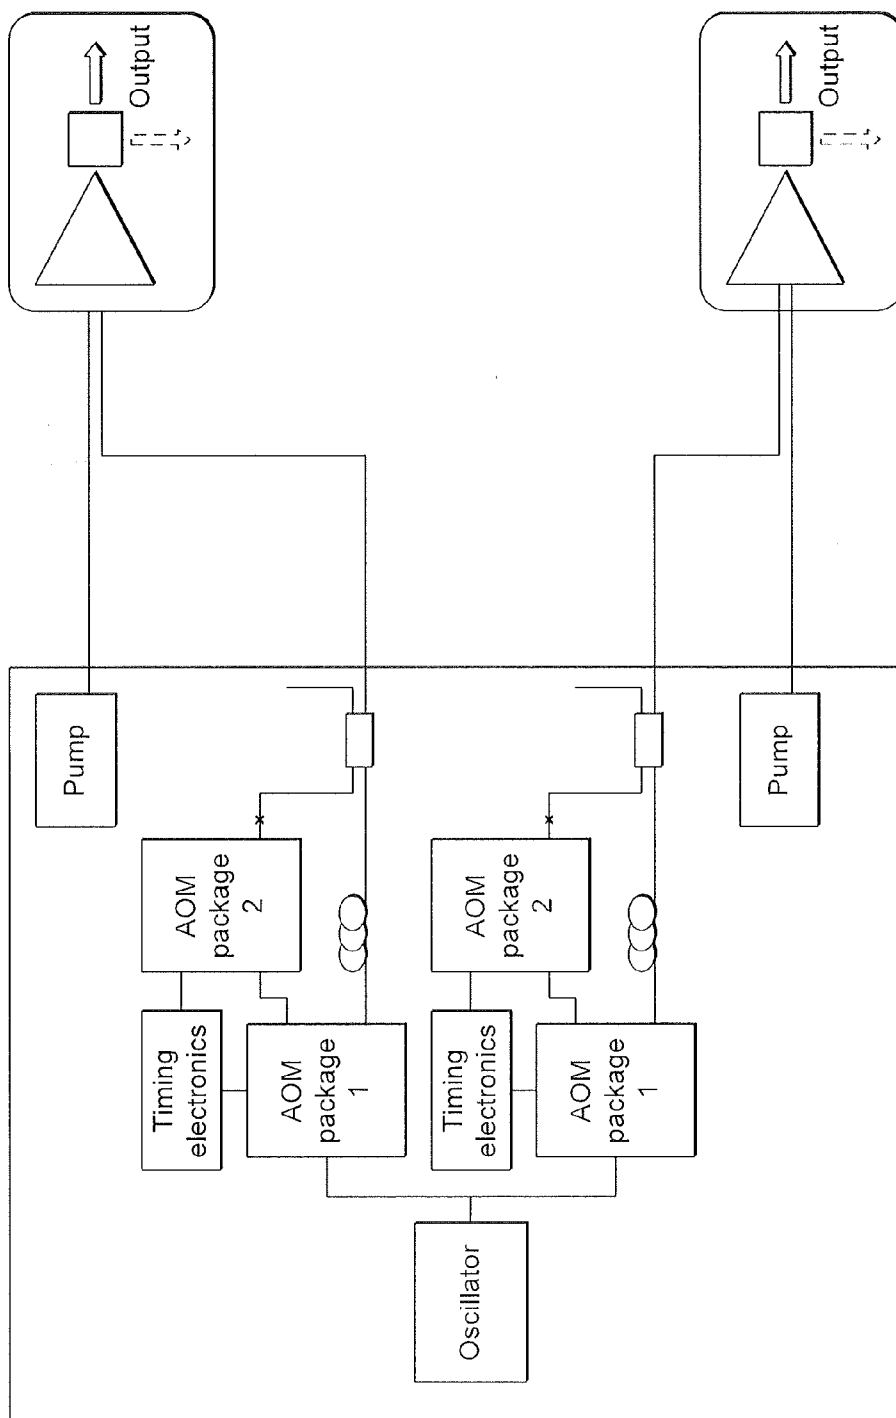 Output
Pump
AOM
package
2
Timing
electronics
AOM
package
1
Oscillator
AOM
package
2
Timing
electronics
AOM
package
1
Pump
Output